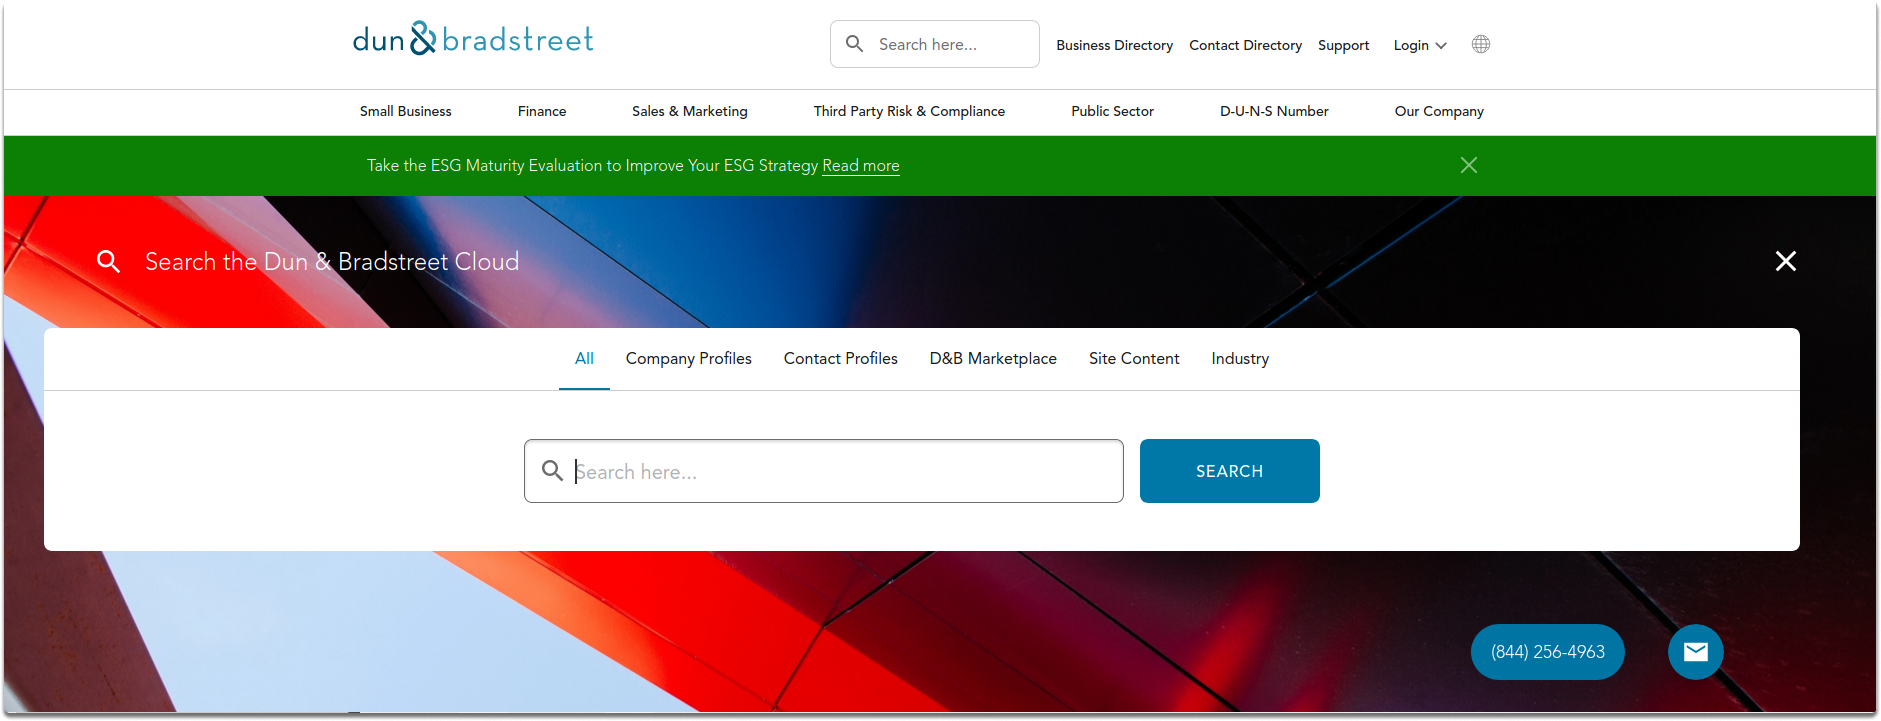 dun & bradstreet
Search here...
Business Directory
Contact Directory
Support
Login
Small Business
Finance
Sales & Marketing
Third Party Risk & Compliance
Public Sector
D-U-N-S Number
Our Company
Take the ESG Maturity Evaluation to Improve Your ESG Strategy Read more
Search the Dun & Bradstreet Cloud
All
Company Profiles
Contact Profiles
D&B Marketplace
Site Content
Industry
Search here...
SEARCH
(844) 256-4963